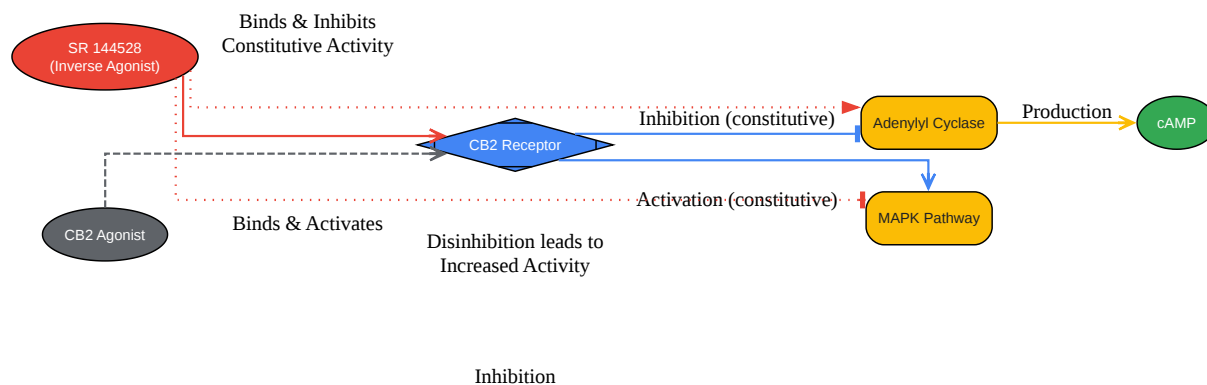 Binds & Inhibits
Constitutive Activity
SR 144528
(Inverse Agonist)
Inhibition (constitutive)
Adenylyl Cyclase
Production
cAMP
CB2 Receptor
Activation (constitutive)
MAPK Pathway
Binds & Activates
CB2 Agonist
Disinhibition leads to
Increased Activity
Inhibition